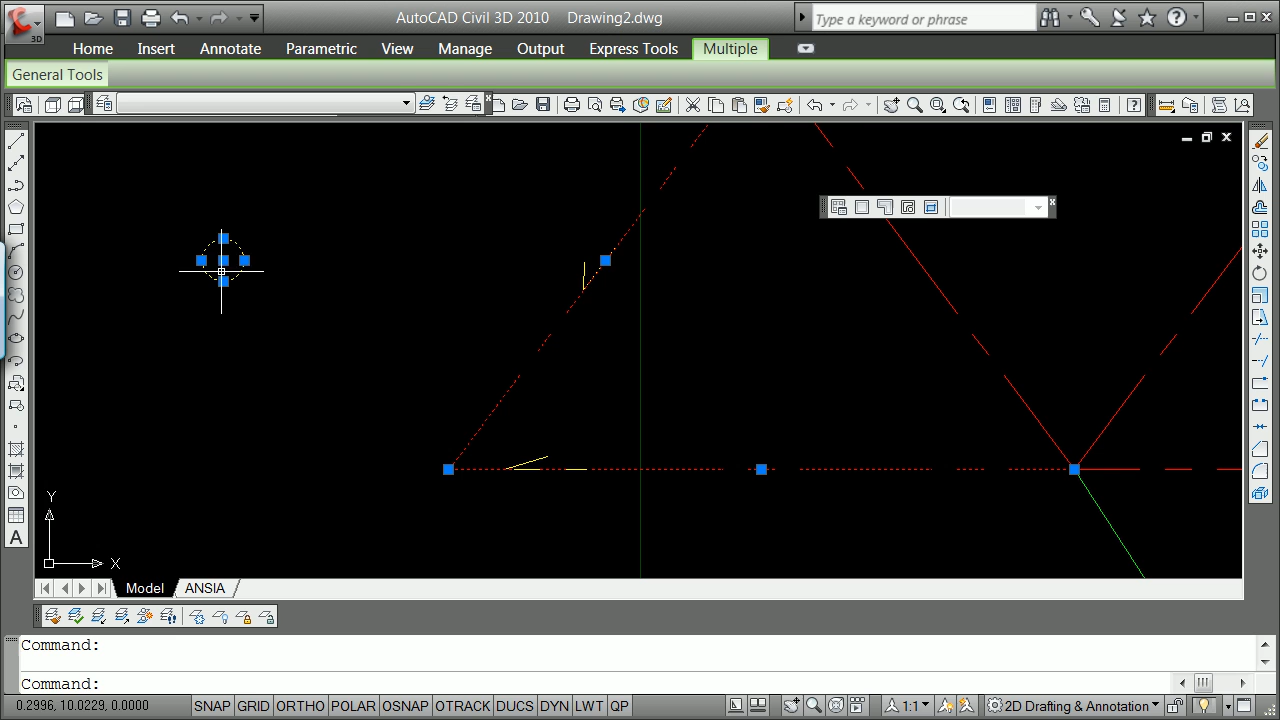 AutoCAD Civil 3D 2010 Drawing2.dwg
Type a keyword or phrase
3D
Home Insert Annotate Parametric View Manage Output Express Tools Multiple
General Tools
Y
X
A
Model ANSIA
Command:
Command:
0.2996, 10.0229, 0.0000 SNAP GRID ORTHO POLAR OSNAP OTRACK DUCS DYN LWT QP 1:1 2D Drafting & Annotation